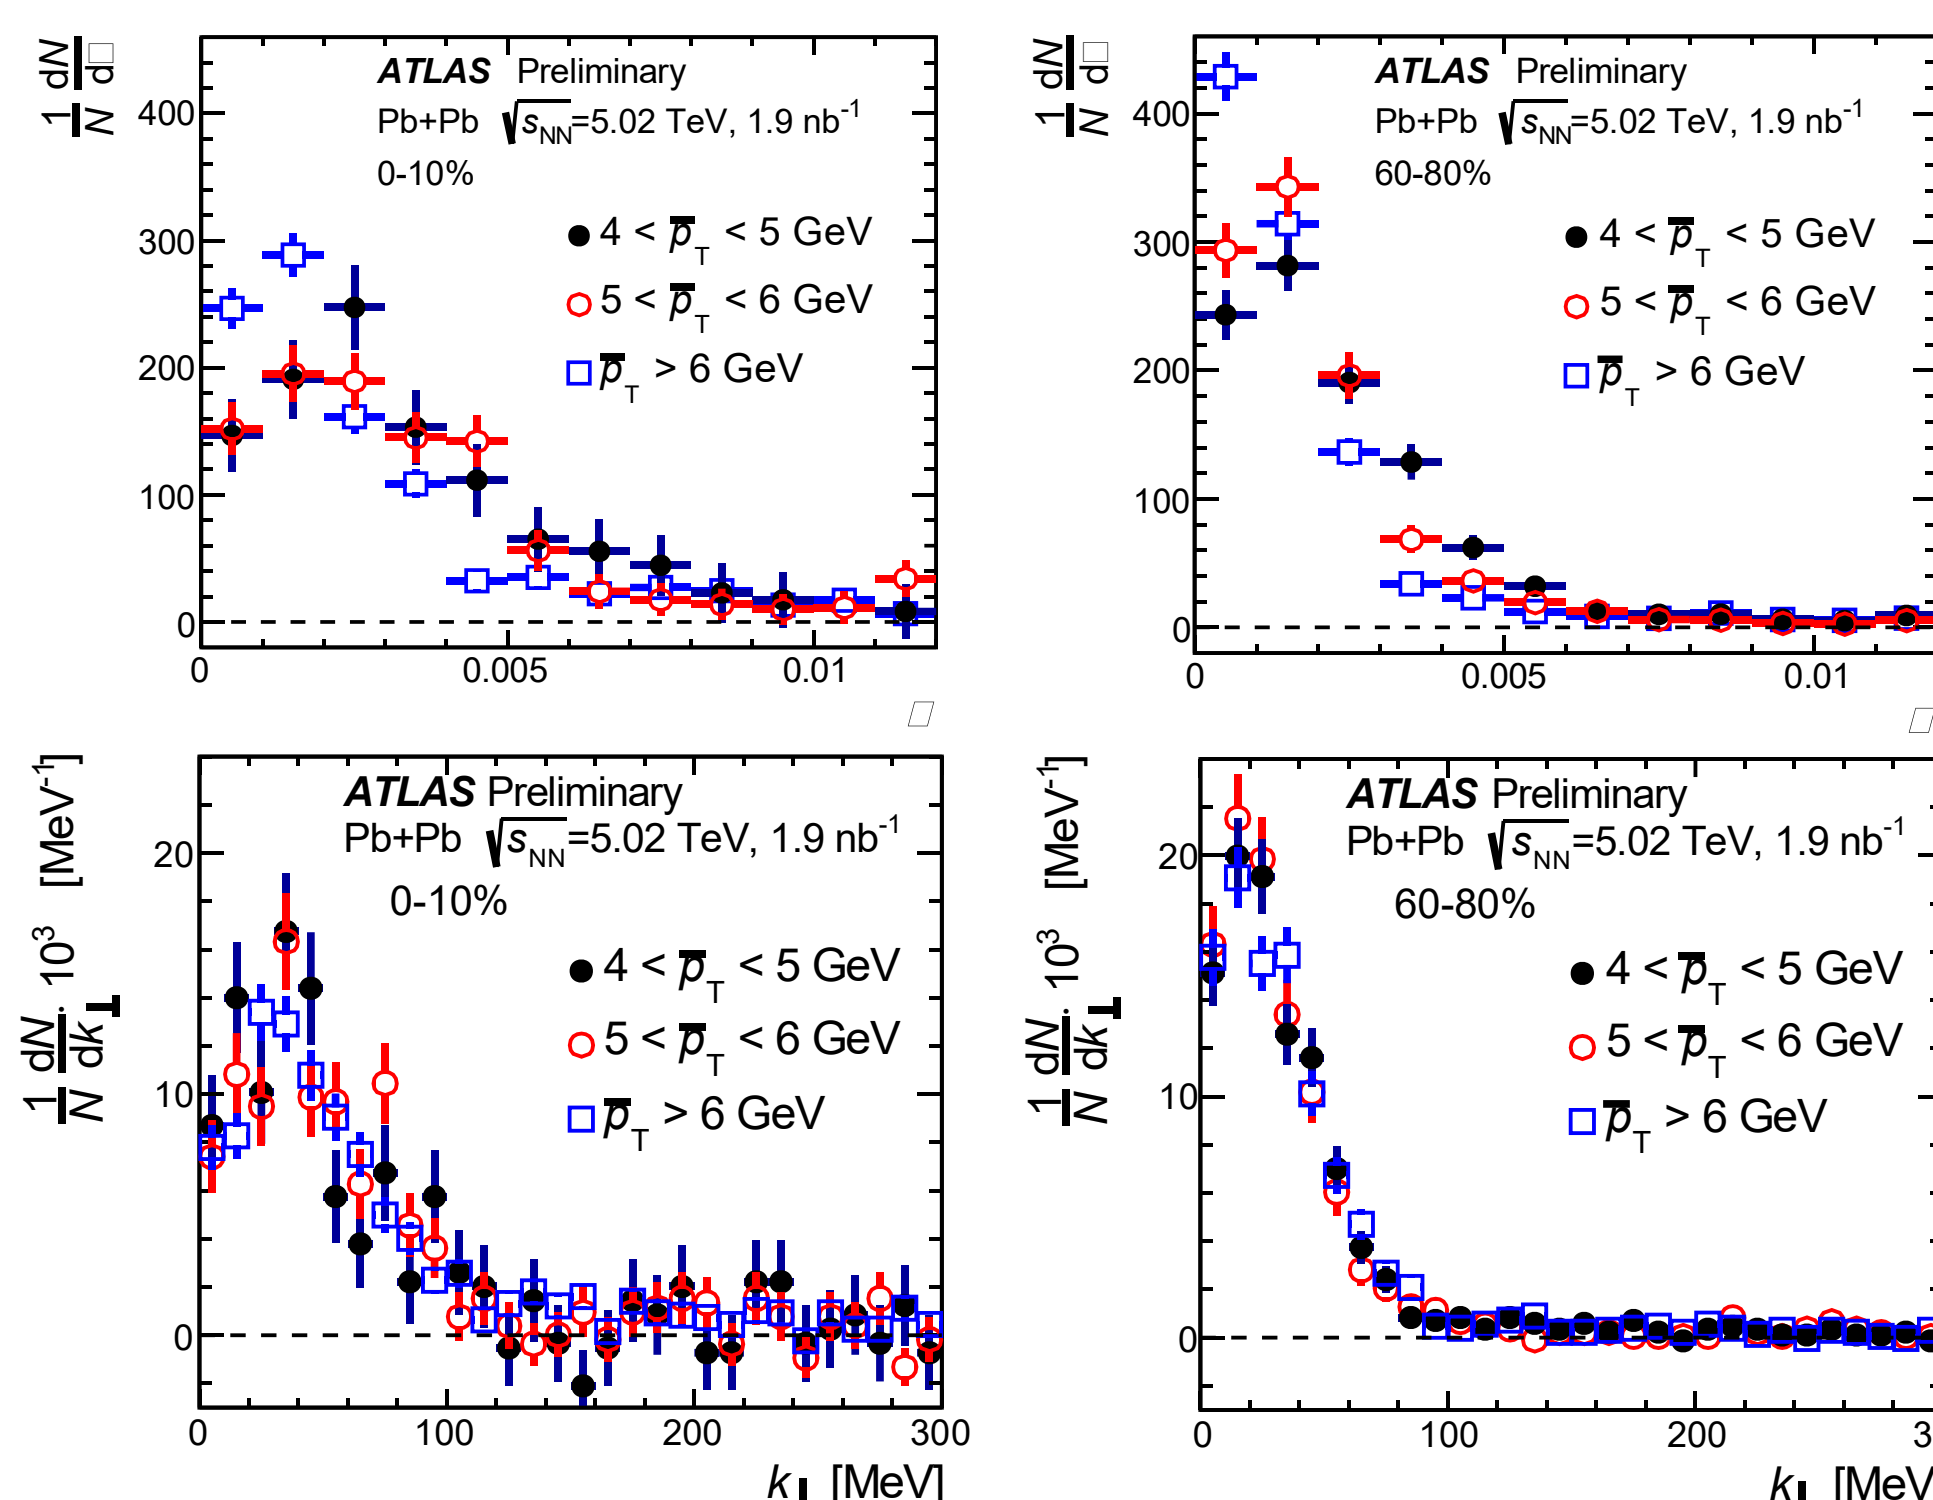 1/N dN/d□
ATLAS Preliminary
Pb+Pb √sNN=5.02 TeV, 1.9 nb-1
0-10%
4 < p̅T < 5 GeV
5 < p̅T < 6 GeV
p̅T > 6 GeV
400
300
200
100
0
0 0.005 0.01
□
1/N dN/d□
ATLAS Preliminary
Pb+Pb √sNN=5.02 TeV, 1.9 nb-1
60-80%
4 < p̅T < 5 GeV
5 < p̅T < 6 GeV
p̅T > 6 GeV
400
300
200
100
0
0 0.005 0.01
□
1/N dN/dk⊥ · 10³ [MeV-1]
ATLAS Preliminary
Pb+Pb √sNN=5.02 TeV, 1.9 nb-1
0-10%
4 < p̅T < 5 GeV
5 < p̅T < 6 GeV
p̅T > 6 GeV
20
10
0
0 100 200 300
k⊥ [MeV]
1/N dN/dk⊥ · 10³ [MeV-1]
ATLAS Preliminary
Pb+Pb √sNN=5.02 TeV, 1.9 nb-1
60-80%
4 < p̅T < 5 GeV
5 < p̅T < 6 GeV
p̅T > 6 GeV
20
10
0
0 100 200 3
k⊥ [MeV